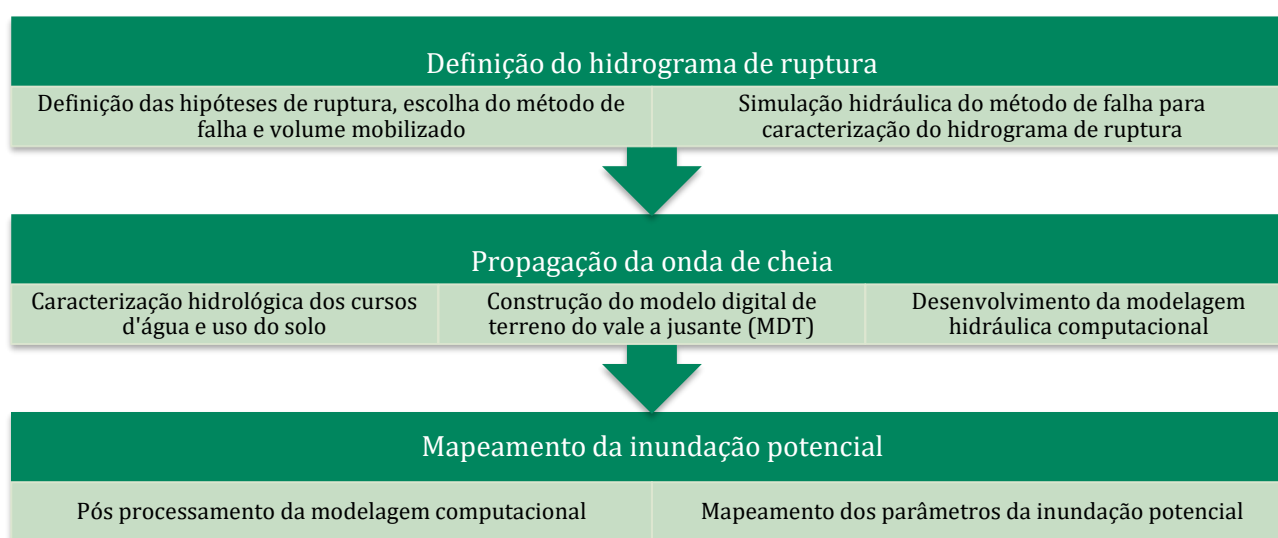 Definição do hidrograma de ruptura
Definição das hipóteses de ruptura, escolha do método de
falha e volume mobilizado
Simulação hidráulica do método de falha para
caracterização do hidrograma de ruptura
Propagação da onda de cheia
Caracterização hidrológica dos cursos
d'água e uso do solo
Construção do modelo digital de
terreno do vale a jusante (MDT)
Desenvolvimento da modelagem
hidráulica computacional
Mapeamento da inundação potencial
Pós processamento da modelagem computacional
Mapeamento dos parâmetros da inundação potencial